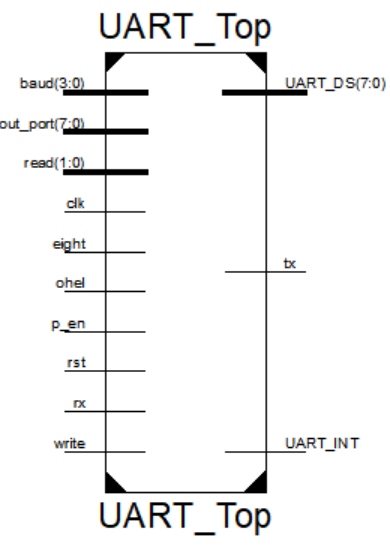 UART_Top
baud(3:0)
out_port(7:0)
read(1:0)
clk
eight
ohel
p_en
rst
rx
write
UART_DS(7:0)
tx
UART_INT
UART_Top